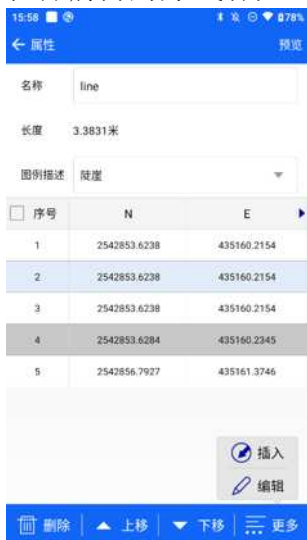 15:58 78%
属性 预览
名称 line
长度 3.3831米
图例描述 陡崖
序号 N E
1 2542853.6238 435160.2154
2 2542853.6238 435160.2154
3 2542853.6238 435160.2154
4 2542853.6284 435160.2345
5 2542856.7927 435161.3746
插入
编辑
删除 上移 下移 更多